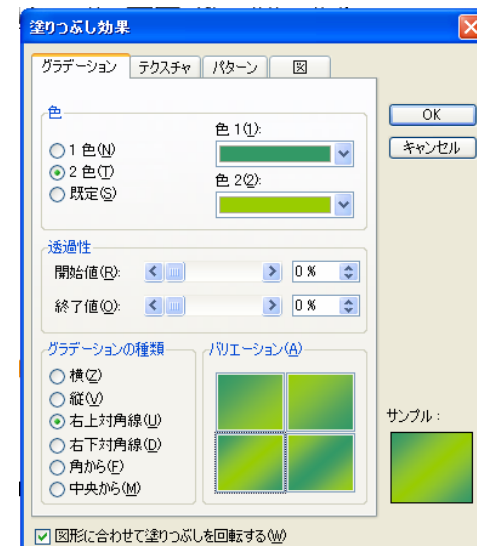 塗りつぶし効果
グラデーション テクスチャ パターン 図
色
色 1(1):
OK
1 色(N)
キャンセル
2 色(T)
色 2(2):
既定(S)
透過性
開始値(R): 0 %
終了値(O): 0 %
グラデーションの種類 バリエーション(A)
横(Z)
縦(V)
右上対角線(U)
サンプル:
右下対角線(D)
角から(F)
中央から(M)
図形に合わせて塗りつぶしを回転する(W)